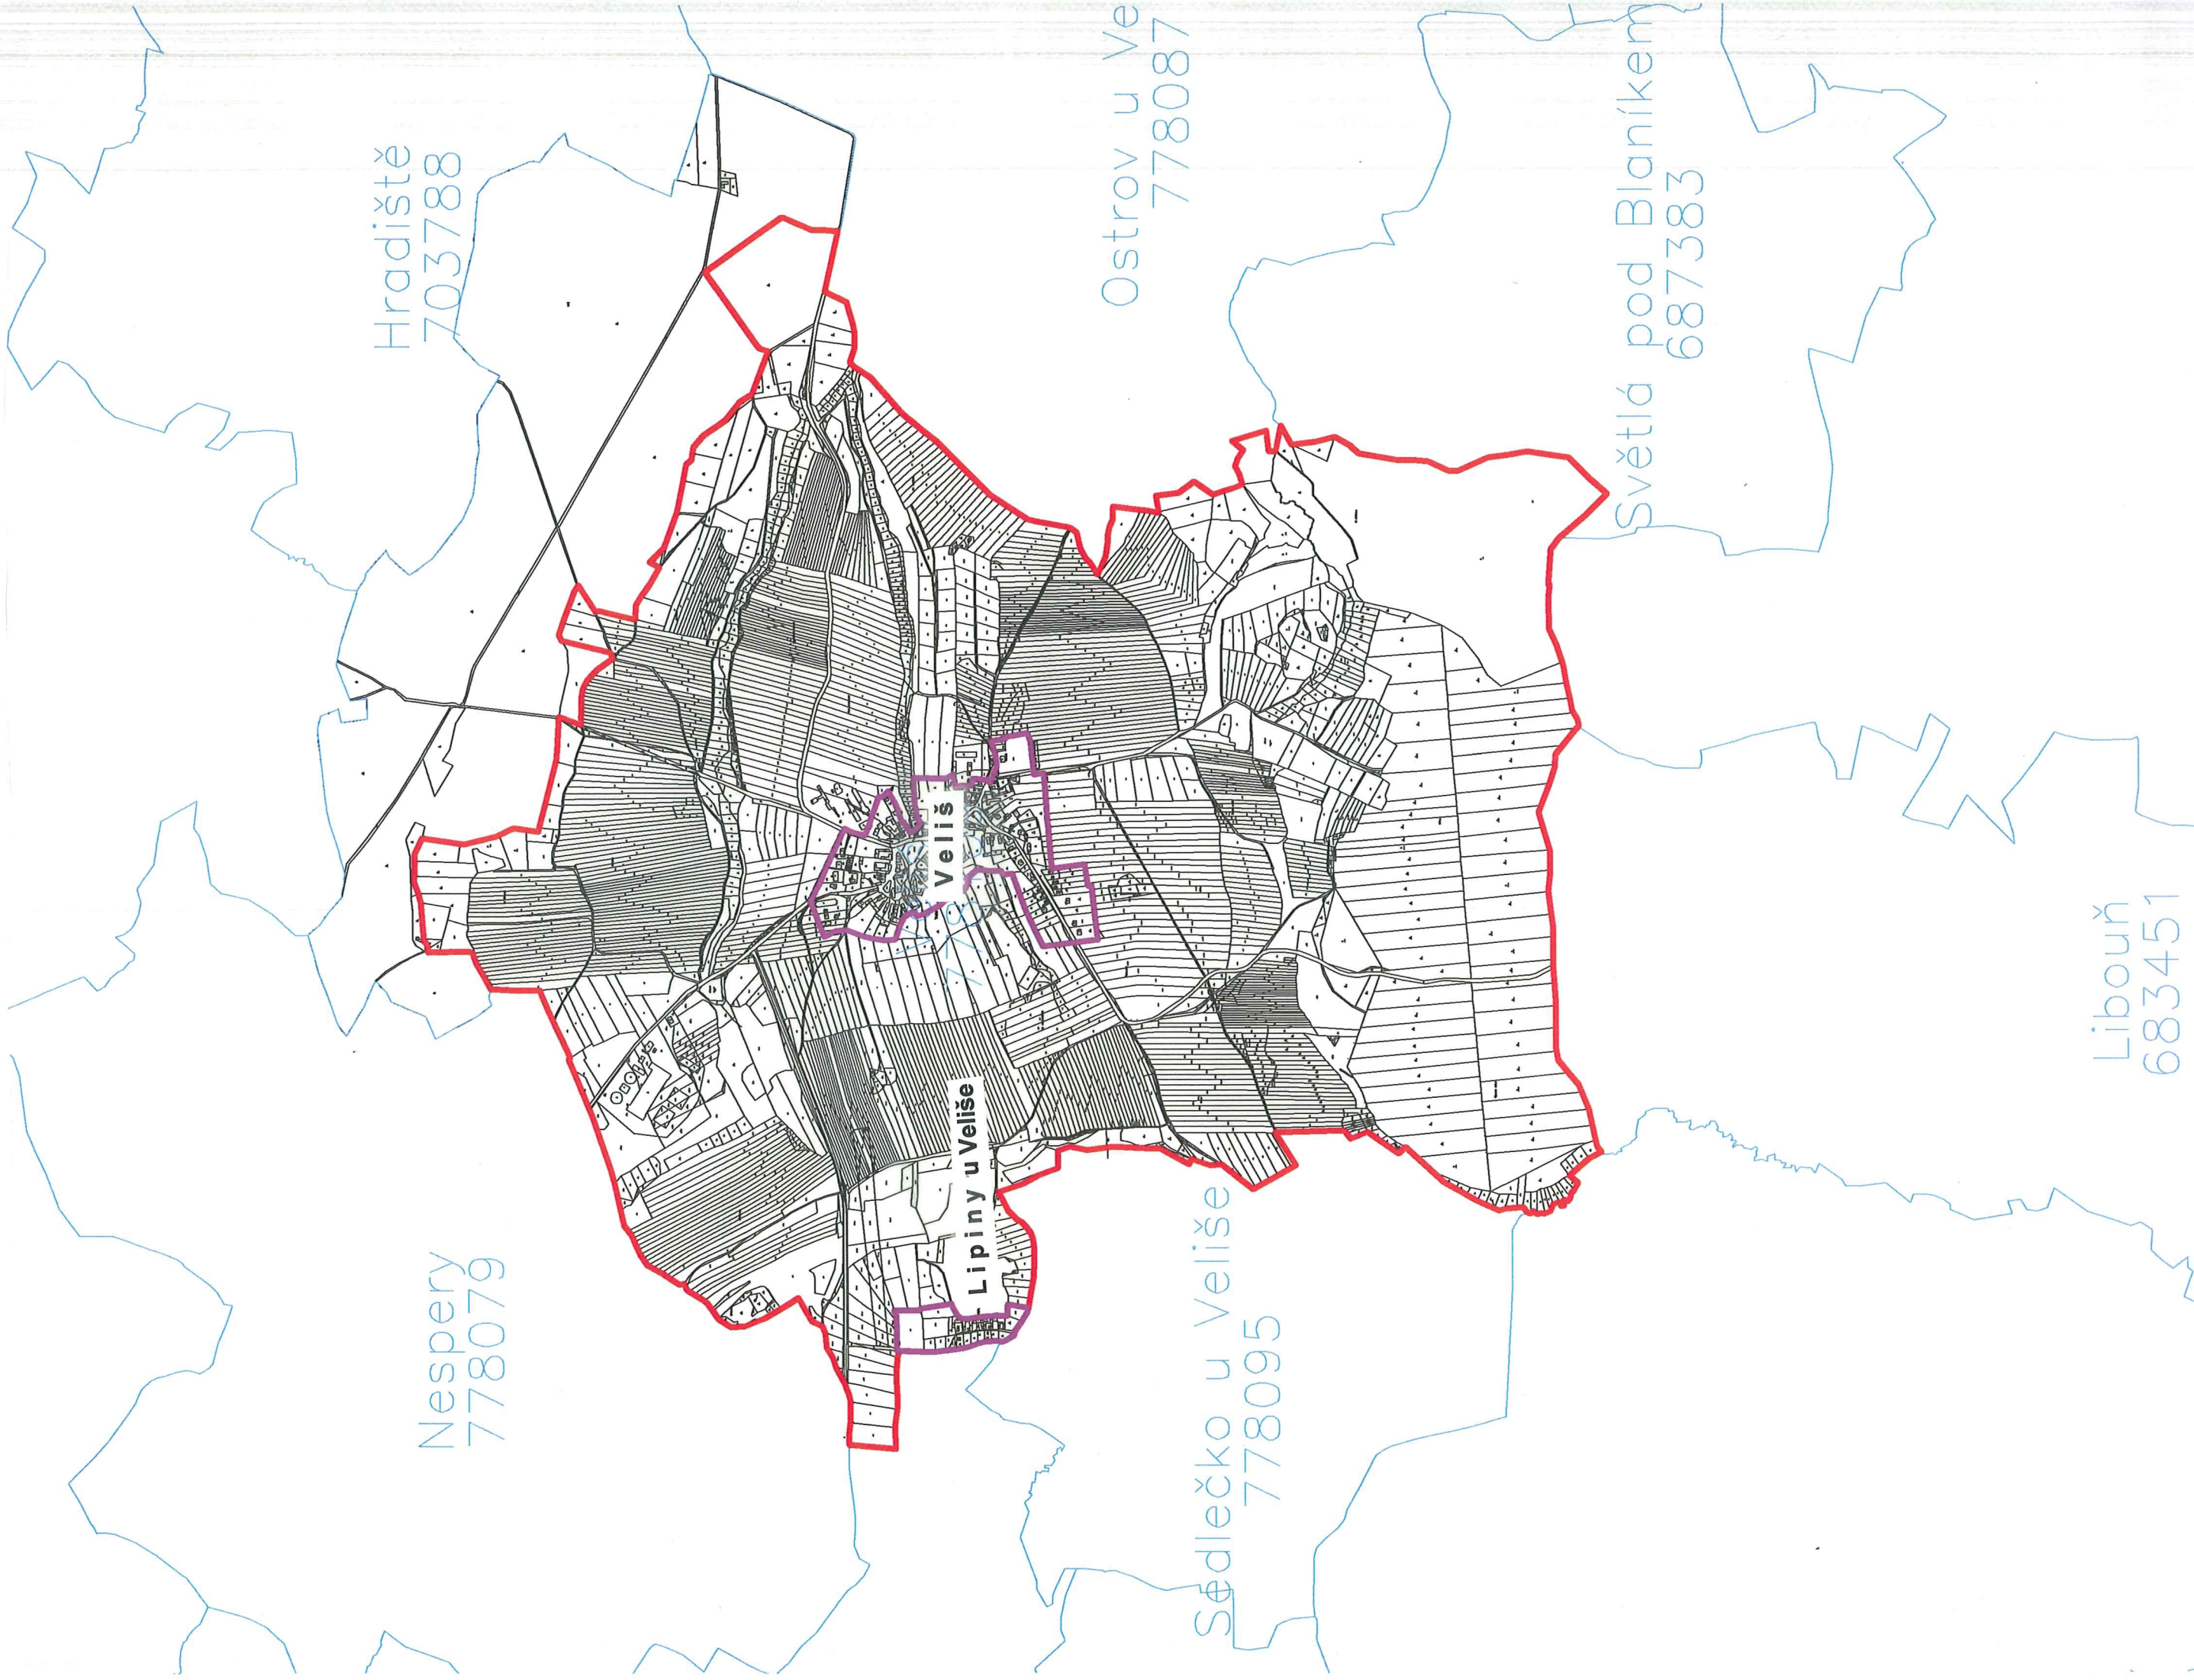 Nespery
778079
Hradiště
703788
Veliš
778
Lipiny u Veliše
Ostrov u Ve
778087
Sedlečko u Veliše
778095
Světlá pod Blaníkem
687383
Libouň
683451